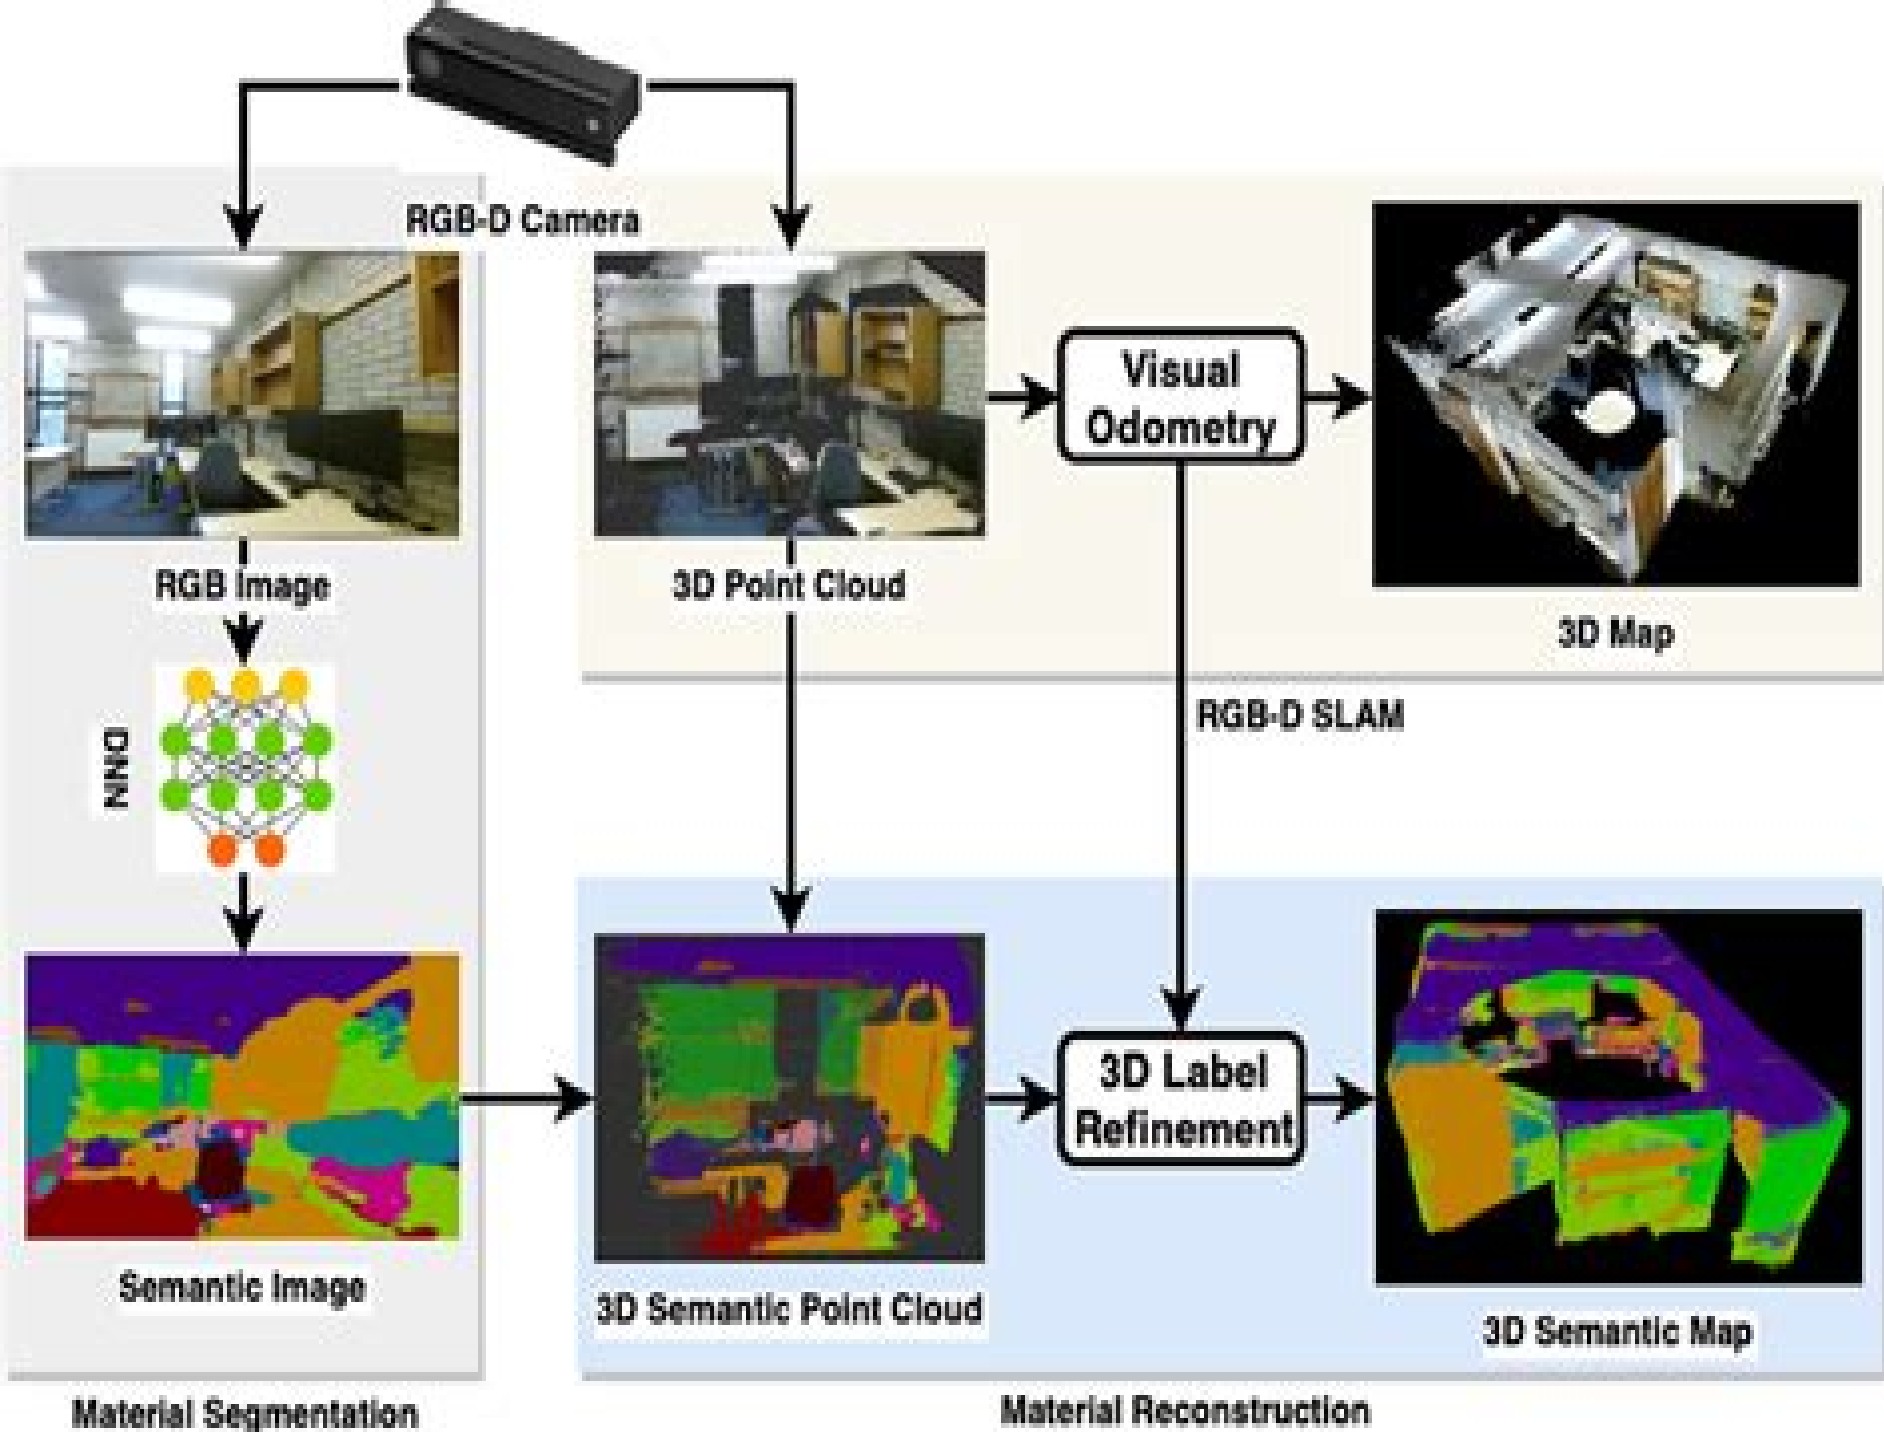 RGB-D Camera
RGB Image
3D Point Cloud
Visual
Odometry
3D Map
DNN
RGB-D SLAM
Semantic Image
3D Semantic Point Cloud
3D Label
Refinement
3D Semantic Map
Material Segmentation
Material Reconstruction